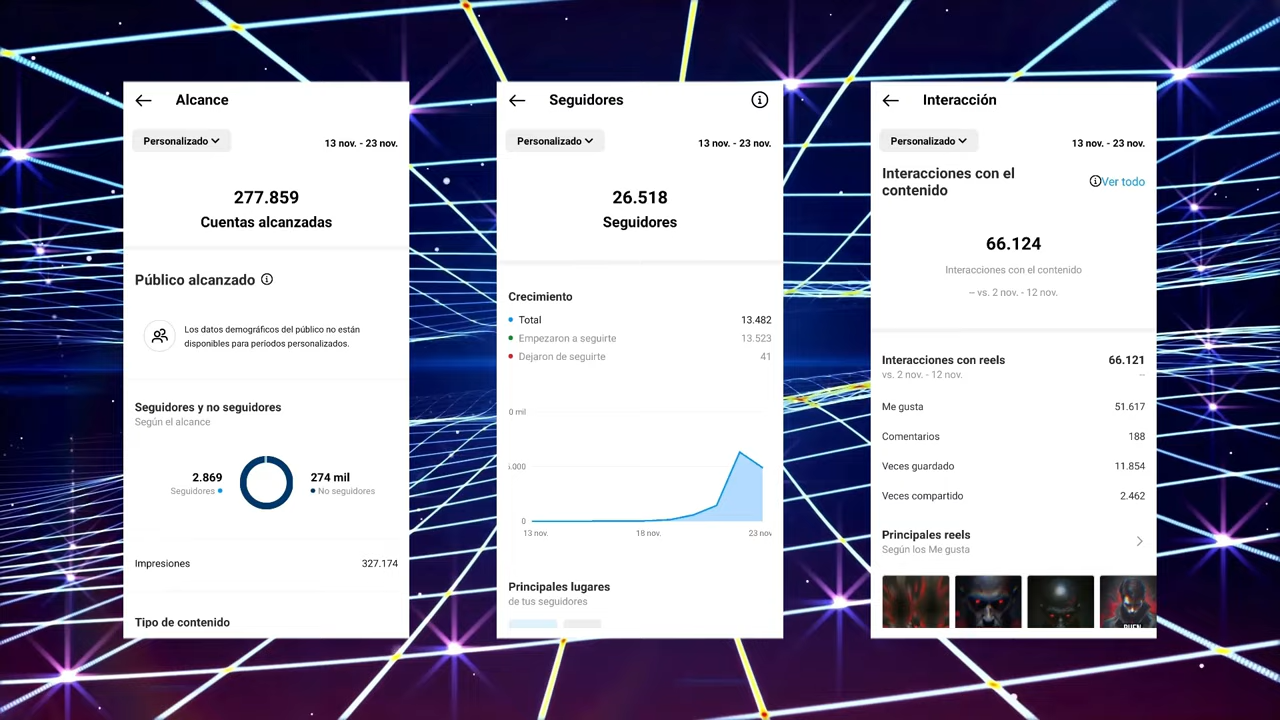 Alcance
Personalizado
13 nov. - 23 nov.
277.859
Cuentas alcanzadas
Público alcanzado
Los datos demográficos del público no están
disponibles para periodos personalizados.
Seguidores y no seguidores
Según el alcance
2.869
Seguidores
274 mil
No seguidores
Impresiones 327.174
Tipo de contenido
Seguidores
Personalizado
13 nov. - 23 nov.
26.518
Seguidores
Crecimiento
Total 13.482
Empezaron a seguirte 13.523
Dejaron de seguirte 41
0 mil
.000
0
13 nov. 18 nov. 23 nov
Principales lugares
de tus seguidores
Interacción
Personalizado
13 nov. - 23 nov.
Interacciones con el
contenido
Ver todo
66.124
Interacciones con el contenido
-- vs. 2 nov. - 12 nov.
Interacciones con reels 66.121
vs. 2 nov. - 12 nov. --
Me gusta 51.617
Comentarios 188
Veces guardado 11.854
Veces compartido 2.462
Principales reels
Según los Me gusta